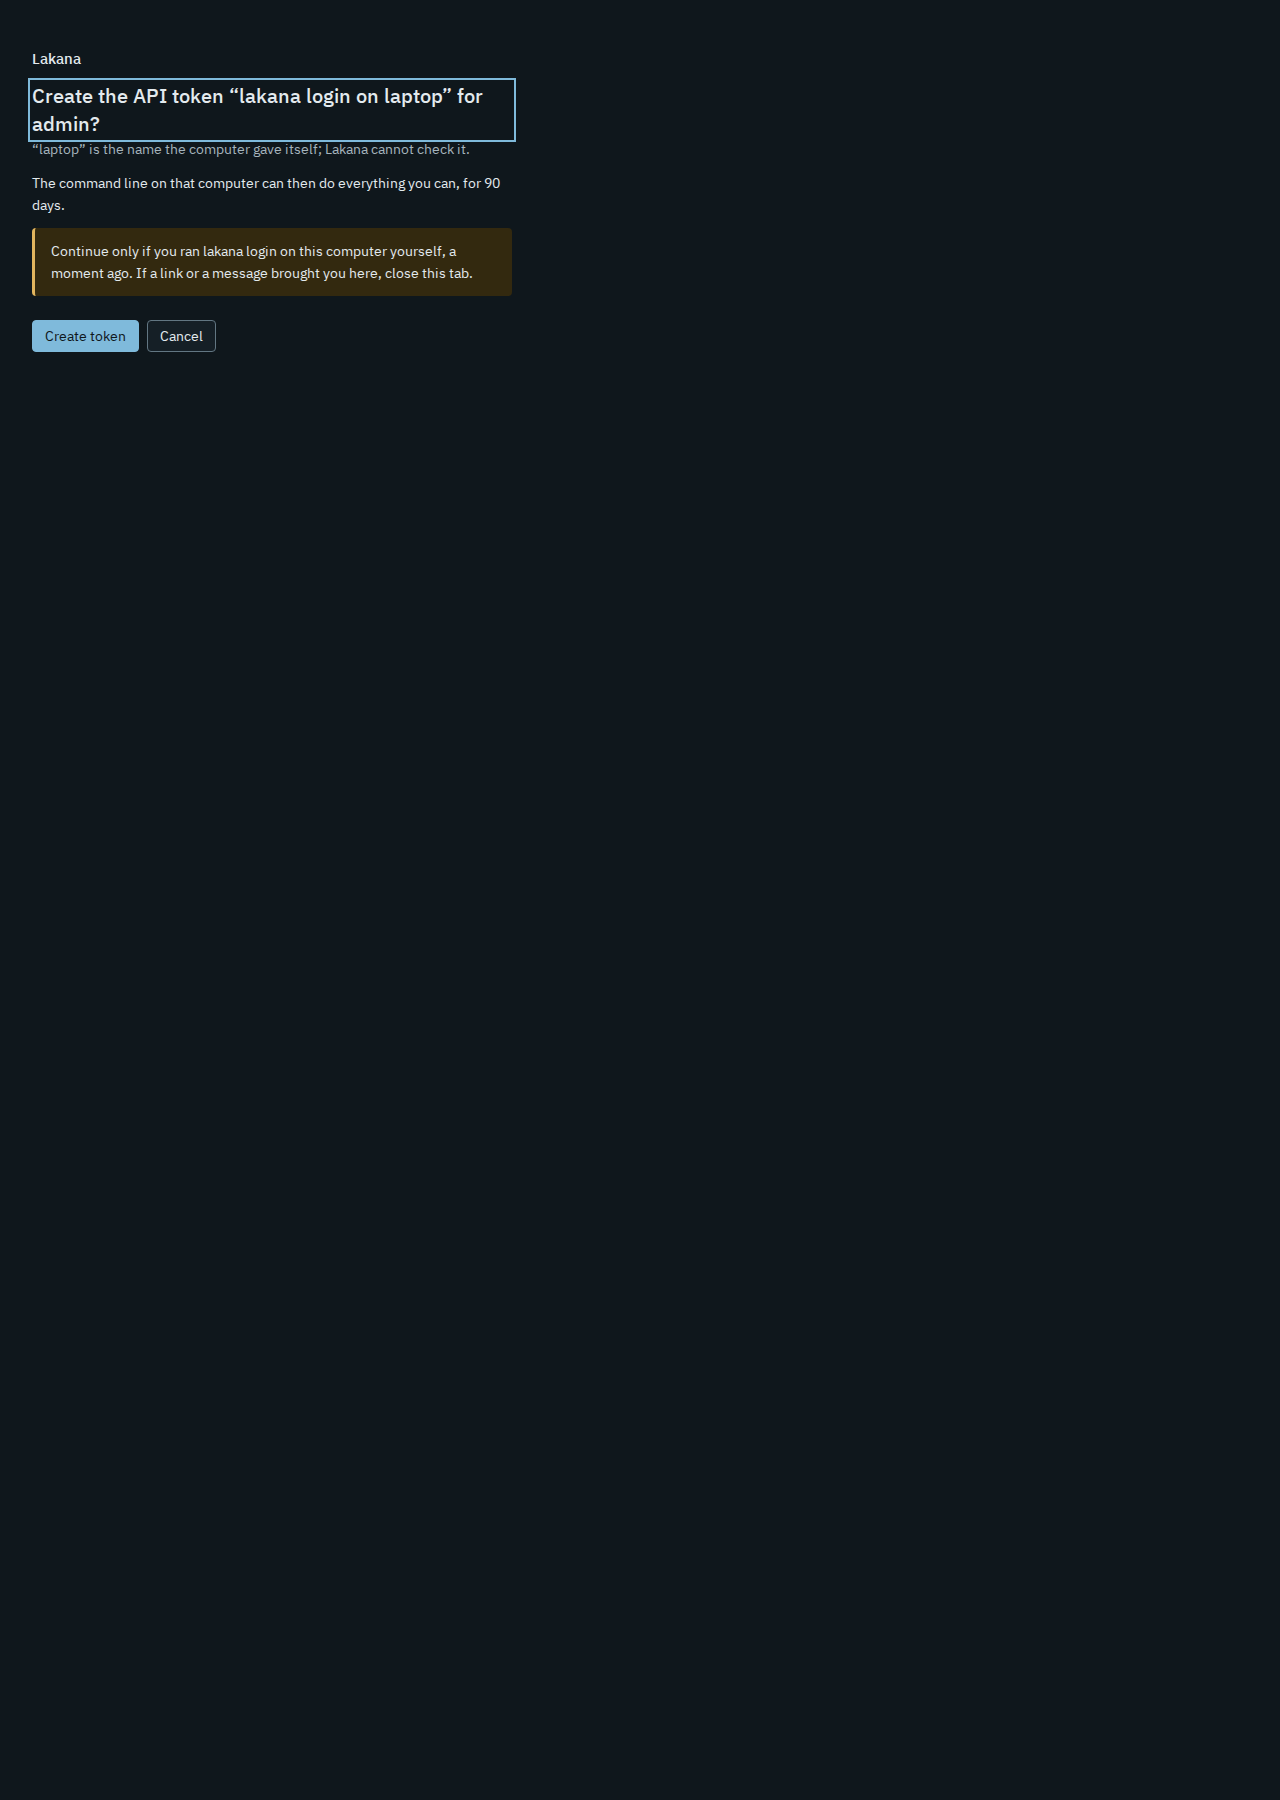 Lakana
Create the API token “lakana login on laptop” for
admin?
“laptop” is the name the computer gave itself; Lakana cannot check it.
The command line on that computer can then do everything you can, for 90
days.
Continue only if you ran lakana login on this computer yourself, a
moment ago. If a link or a message brought you here, close this tab.
Create token
Cancel